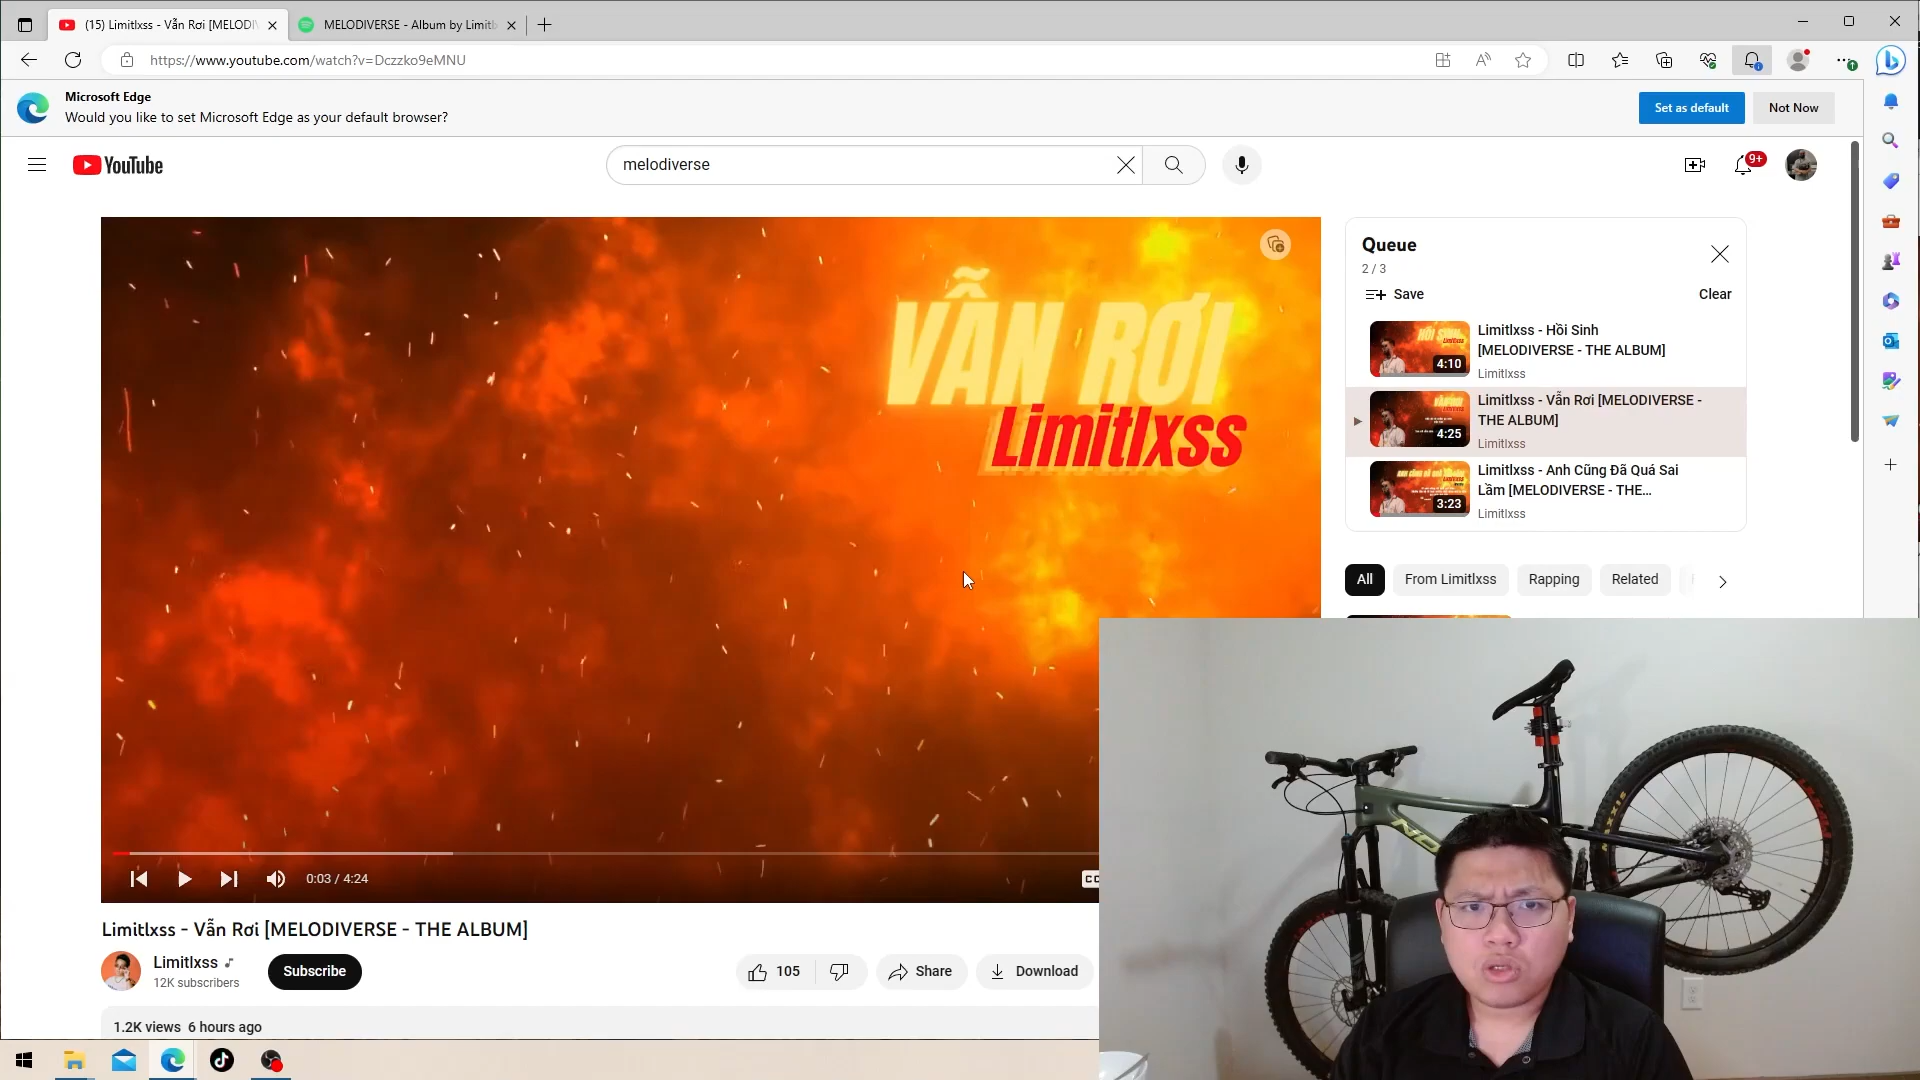 (15) Limitlxss - Vẫn Rơi [MELODIV
MELODIVERSE - Album by Limitl
https://www.youtube.com/watch?v=Dczzko9eMNU
Microsoft Edge
Would you like to set Microsoft Edge as your default browser?
Set as default
Not Now
YouTube
melodiverse
9+
VẪN RƠI
Limitlxss
Queue
2 / 3
Save
Clear
4:10
Limitlxss - Hồi Sinh
[MELODIVERSE - THE ALBUM]
Limitlxss
4:25
Limitlxss - Vẫn Rơi [MELODIVERSE -
THE ALBUM]
Limitlxss
3:23
Limitlxss - Anh Cũng Đã Quá Sai
Lầm [MELODIVERSE - THE...
Limitlxss
All
From Limitlxss
Rapping
Related
0:03 / 4:24
CC
Limitlxss - Vẫn Rơi [MELODIVERSE - THE ALBUM]
Limitlxss
12K subscribers
Subscribe
105
Share
Download
1.2K views 6 hours ago
MAXXIS